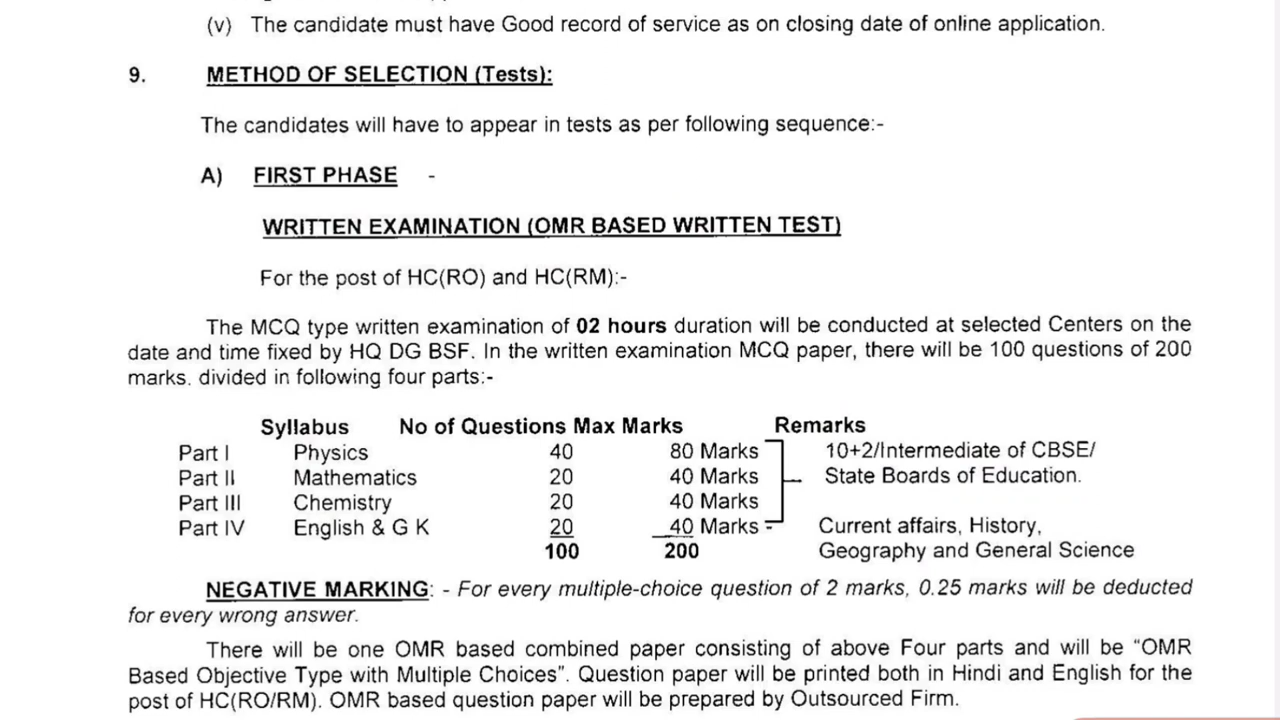 (v) The candidate must have Good record of service as on closing date of online application.
9. METHOD OF SELECTION (Tests):
The candidates will have to appear in tests as per following sequence:-
A) FIRST PHASE -
WRITTEN EXAMINATION (OMR BASED WRITTEN TEST)
For the post of HC(RO) and HC(RM):-
The MCQ type written examination of 02 hours duration will be conducted at selected Centers on the
date and time fixed by HQ DG BSF. In the written examination MCQ paper, there will be 100 questions of 200
marks. divided in following four parts:-
Syllabus No of Questions Max Marks Remarks
Part I Physics 40 80 Marks 10+2/Intermediate of CBSE/
Part II Mathematics 20 40 Marks State Boards of Education.
Part III Chemistry 20 40 Marks
Part IV English & G K 20 40 Marks - Current affairs, History,
100 200 Geography and General Science
NEGATIVE MARKING: - For every multiple-choice question of 2 marks, 0.25 marks will be deducted
for every wrong answer.
There will be one OMR based combined paper consisting of above Four parts and will be “OMR
Based Objective Type with Multiple Choices”. Question paper will be printed both in Hindi and English for the
post of HC(RO/RM). OMR based question paper will be prepared by Outsourced Firm.